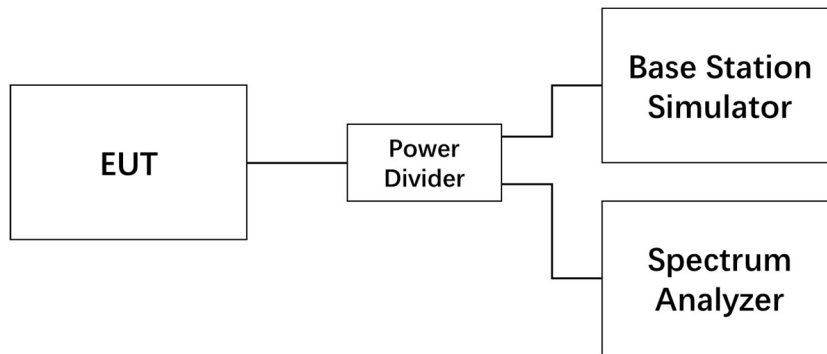 EUT
Power
Divider
Base Station
Simulator
Spectrum
Analyzer